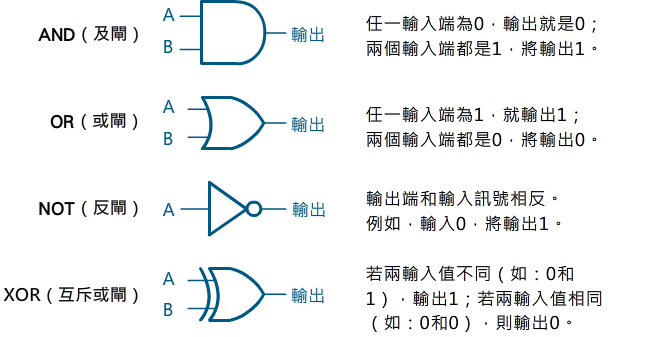 AND（及閘）
A
B
輸出
任一輸入端為0，輸出就是0；
兩個輸入端都是1，將輸出1。
OR（或閘）
A
B
輸出
任一輸入端為1，就輸出1；
兩個輸入端都是0，將輸出0。
NOT（反閘）
A
輸出
輸出端和輸入訊號相反。
例如，輸入0，將輸出1。
XOR（互斥或閘）
A
B
輸出
若兩輸入值不同（如：0和
1），輸出1；若兩輸入值相同
（如：0和0），則輸出0。